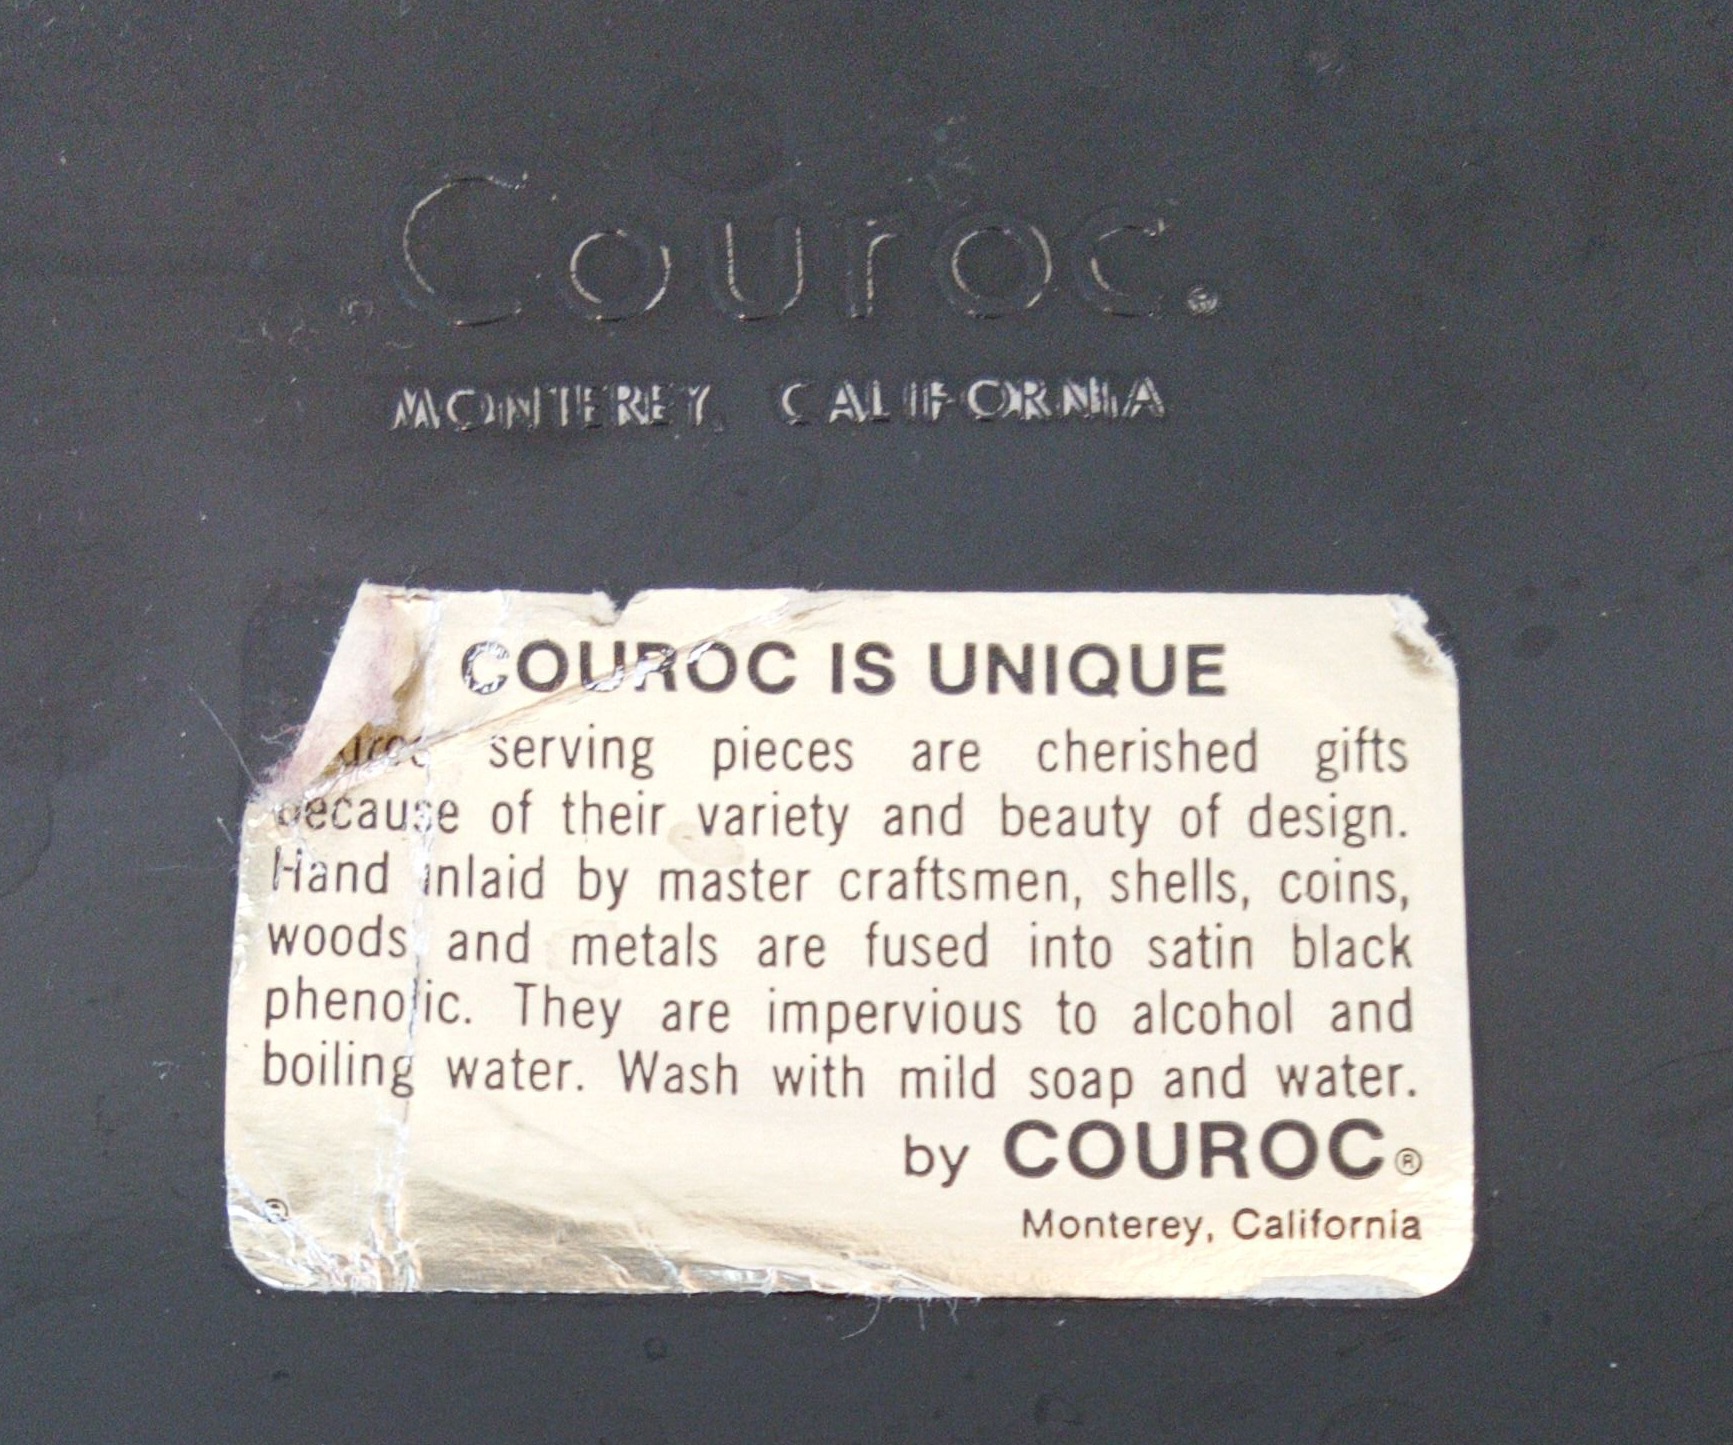 Couroc.
MONTEREY, CALIFORNIA
COUROC IS UNIQUE
serving pieces are cherished gifts
because of their variety and beauty of design.
Hand inlaid by master craftsmen, shells, coins,
woods and metals are fused into satin black
phenolic. They are impervious to alcohol and
boiling water. Wash with mild soap and water.
by COUROC®
Monterey, California
®